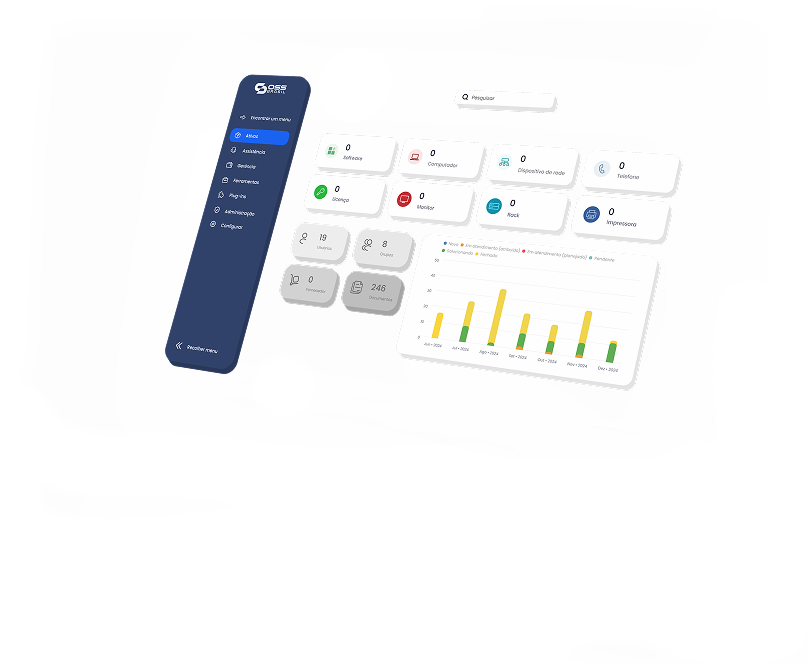 OSS
BRASIL
Pesquisar
Encontrar um menu
Ativos
Assistência
Gerência
Ferramentas
Plug-ins
Administração
Configurar
Recolher menu
0
Software
0
Computador
0
Dispositivo de rede
0
Telefone
0
Licença
0
Monitor
0
Rack
0
Impressora
19
Usuários
8
Grupos
0
Fornecedor
246
Documentos
Novo Em atendimento (atribuído) Em atendimento (planejado) Pendente
Solucionado Fechado
50
40
30
20
10
0
Jun • 2024 Jul • 2024 Ago • 2024 Set • 2024 Out • 2024 Nov • 2024 Dez • 2024